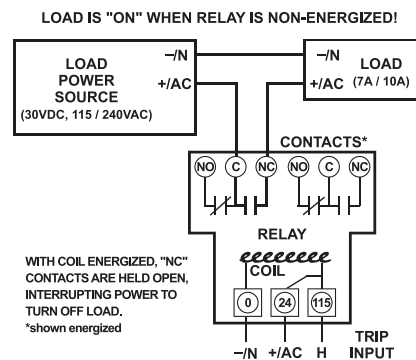 LOAD IS "ON" WHEN RELAY IS NON-ENERGIZED!
LOAD
POWER
SOURCE
(30VDC, 115 / 240VAC)
–/N
+/AC
–/N
+/AC
LOAD
(7A / 10A)
CONTACTS*
NO C NC NO C NC
RELAY
COIL
WITH COIL ENERGIZED, "NC"
CONTACTS ARE HELD OPEN,
INTERRUPTING POWER TO
TURN OFF LOAD.
*shown energized
0 24 115
–/N +/AC H
TRIP
INPUT